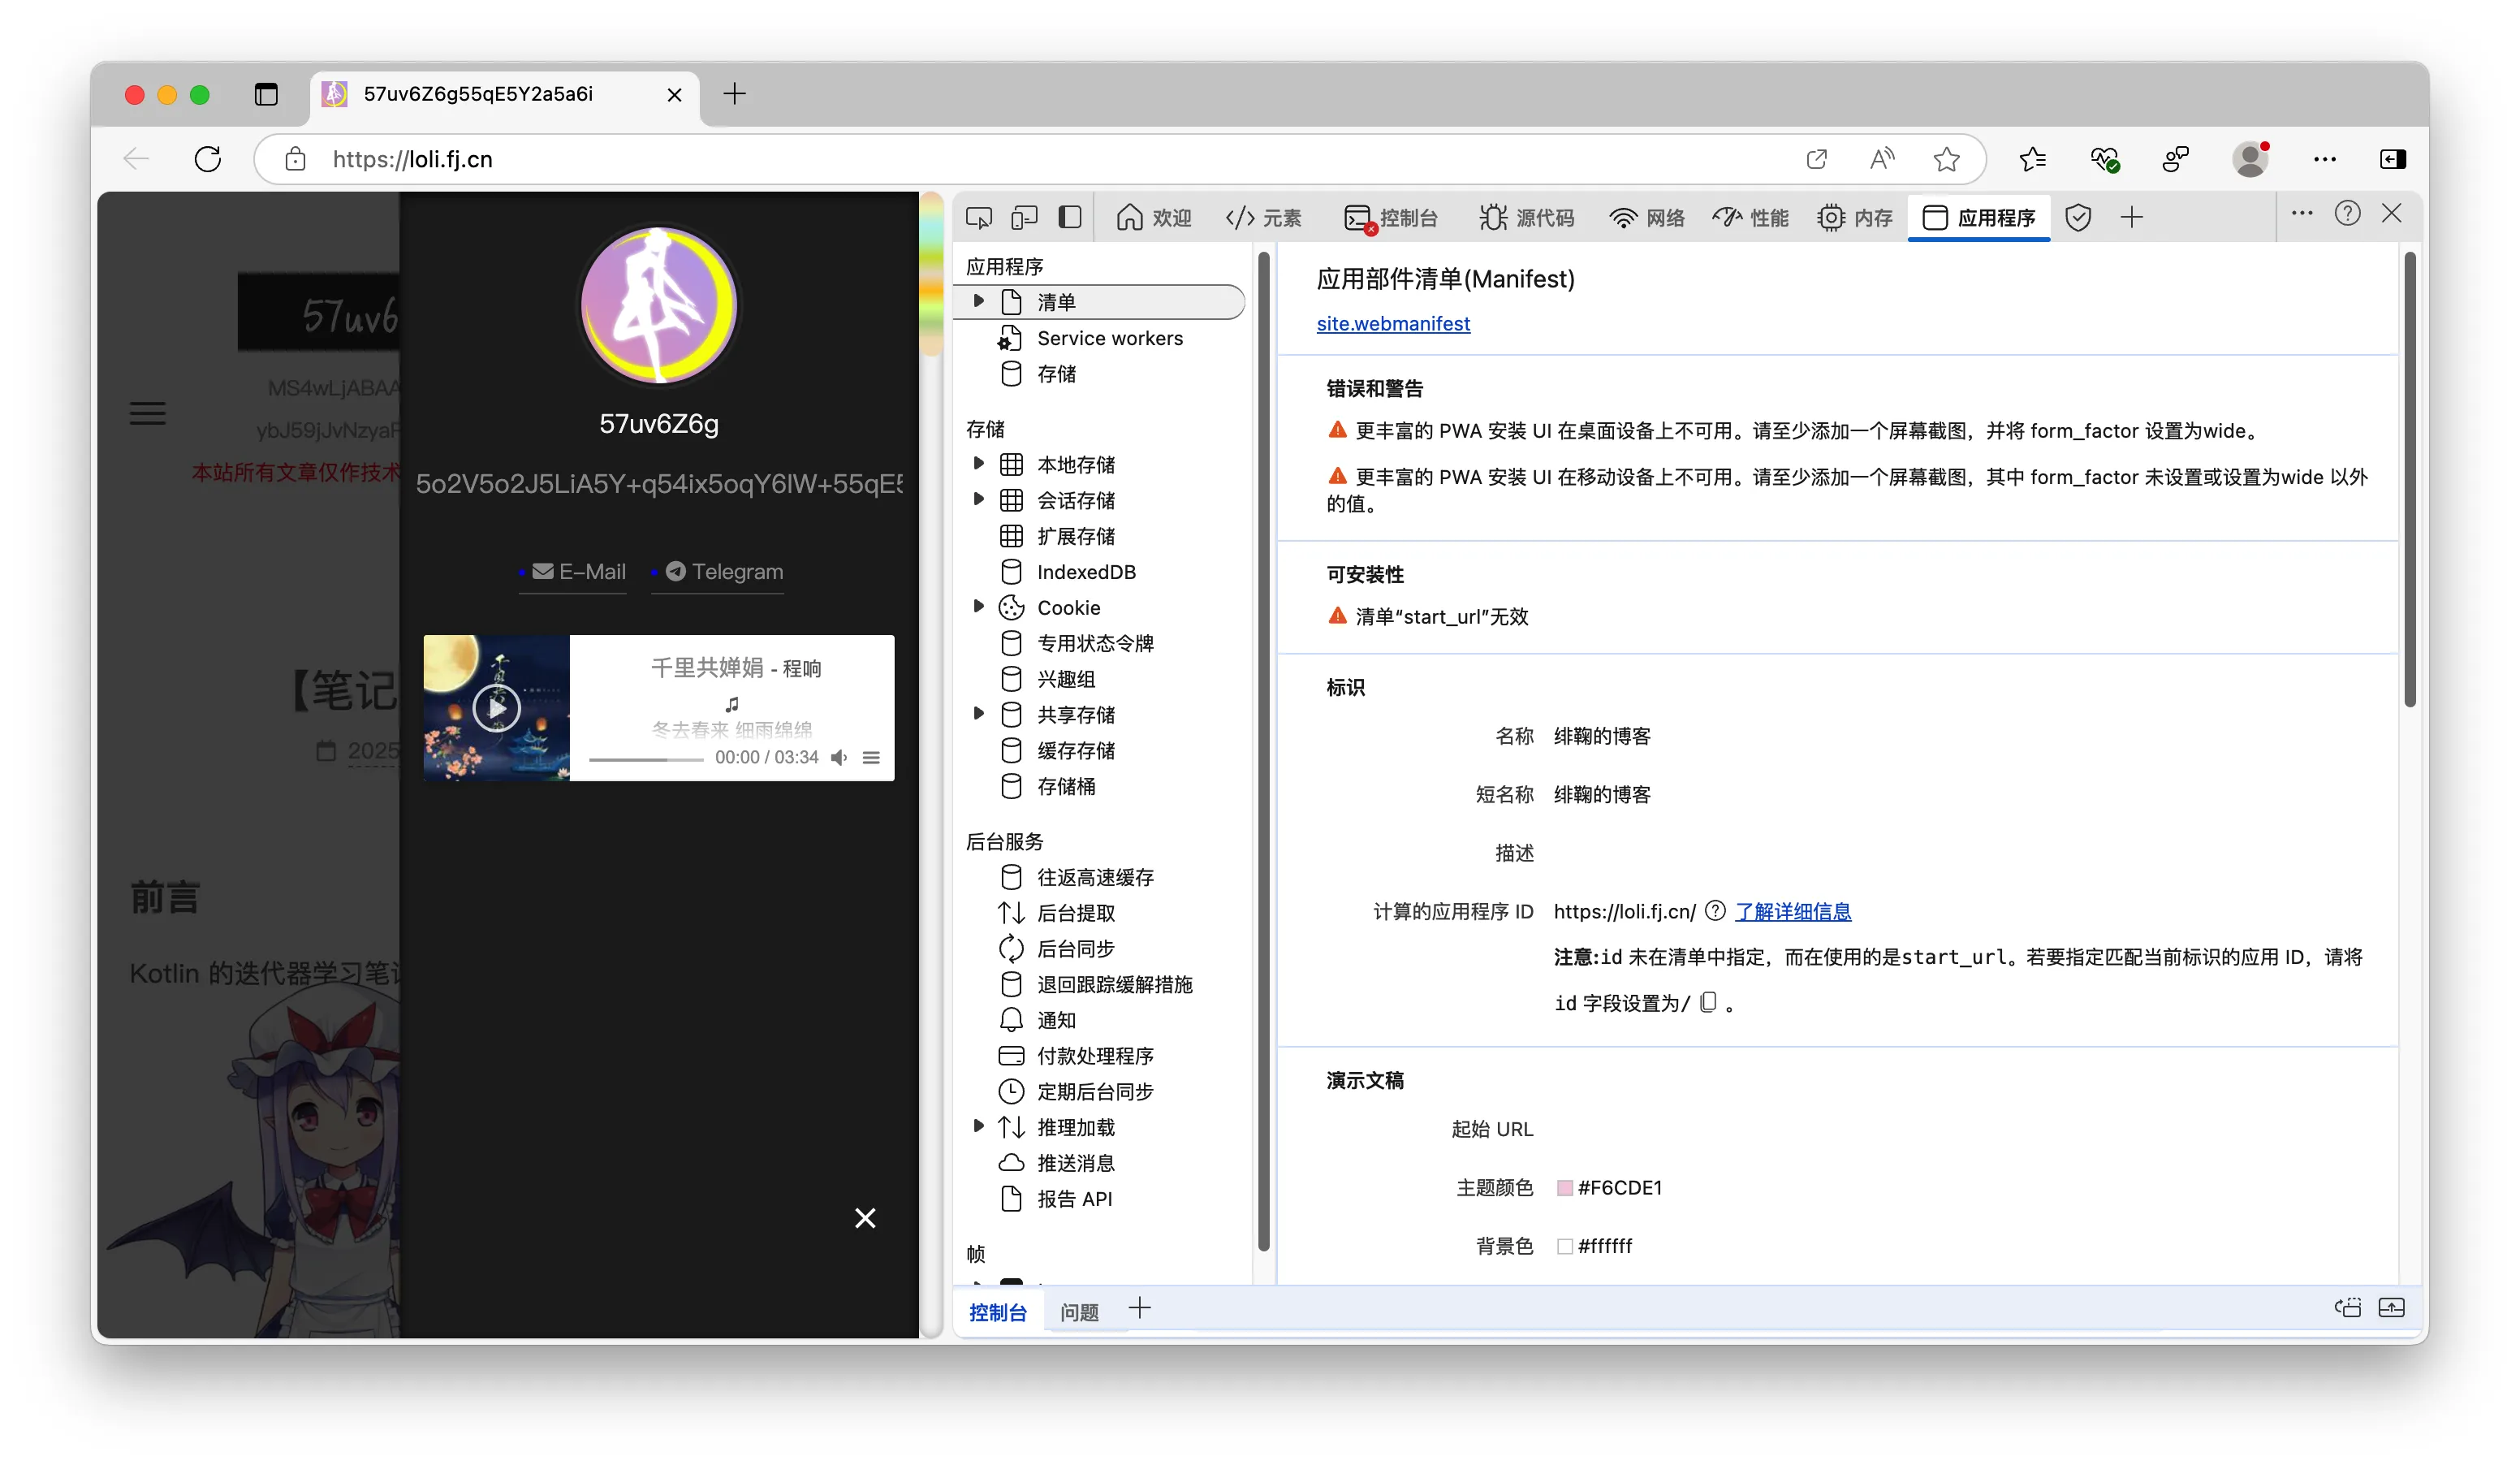 57uv6Z6g55qE5Y2a5a6i
https://loli.fj.cn
57uv6
MS4wLjABAA
ybJ59jJvNzyaF
本站所有文章仅作技术
【笔记
2025
前言
Kotlin 的迭代器学习笔记
57uv6Z6g
5o2V5o2J5LiA5Y+q54ix5oqY6IW+55qE5
E-Mail
Telegram
千里共婵娟 - 程响
冬去春来 细雨绵绵
00:00 / 03:34
欢迎
元素
控制台
源代码
网络
性能
内存
应用程序
应用程序
清单
Service workers
存储
存储
本地存储
会话存储
扩展存储
IndexedDB
Cookie
专用状态令牌
兴趣组
共享存储
缓存存储
存储桶
后台服务
往返高速缓存
后台提取
后台同步
退回跟踪缓解措施
通知
付款处理程序
定期后台同步
推理加载
推送消息
报告 API
帧
应用部件清单(Manifest)
site.webmanifest
错误和警告
更丰富的 PWA 安装 UI 在桌面设备上不可用。请至少添加一个屏幕截图，并将 form_factor 设置为wide。
更丰富的 PWA 安装 UI 在移动设备上不可用。请至少添加一个屏幕截图，其中 form_factor 未设置或设置为wide 以外
的值。
可安装性
清单“start_url”无效
标识
名称 绯鞠的博客
短名称 绯鞠的博客
描述
计算的应用程序 ID https://loli.fj.cn/ 了解详细信息
注意:id 未在清单中指定，而在使用的是start_url。若要指定匹配当前标识的应用 ID，请将
id 字段设置为/ 。
演示文稿
起始 URL
主题颜色 #F6CDE1
背景色 #ffffff
控制台
问题